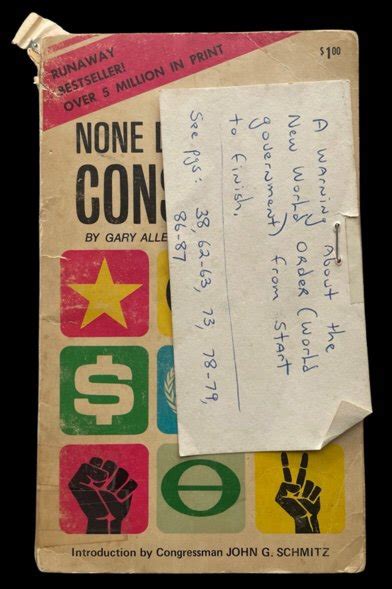 RUNAWAY
BESTSELLER!
OVER 5 MILLION IN PRINT
$1.00
NONE
CONS
BY GARY ALLE
A warning About the
New World Order (World
government) from Start
to finish.
See pgs: 38, 62-63, 73, 78-79,
86-87
$
Introduction by Congressman JOHN G. SCHMITZ